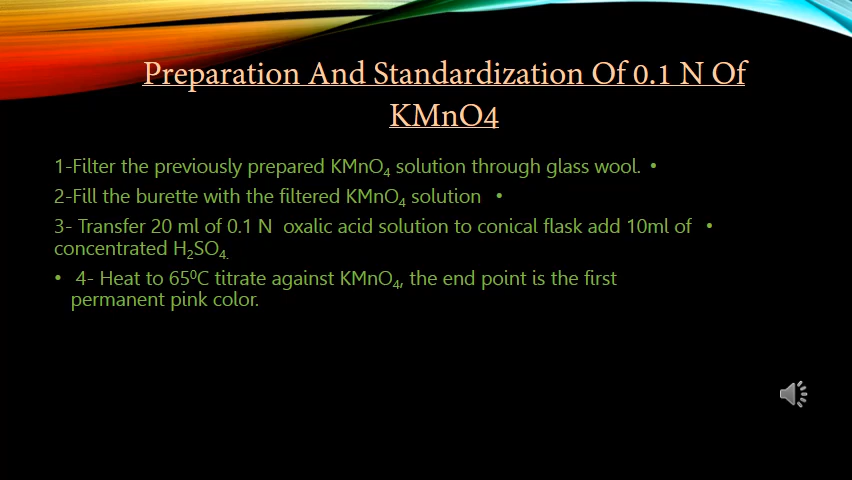 Preparation And Standardization Of 0.1 N Of
KMnO4
1-Filter the previously prepared KMnO₄ solution through glass wool. •
2-Fill the burette with the filtered KMnO₄ solution •
3- Transfer 20 ml of 0.1 N oxalic acid solution to conical flask add 10ml of •
concentrated H₂SO₄.
• 4- Heat to 65⁰C titrate against KMnO₄, the end point is the first
permanent pink color.